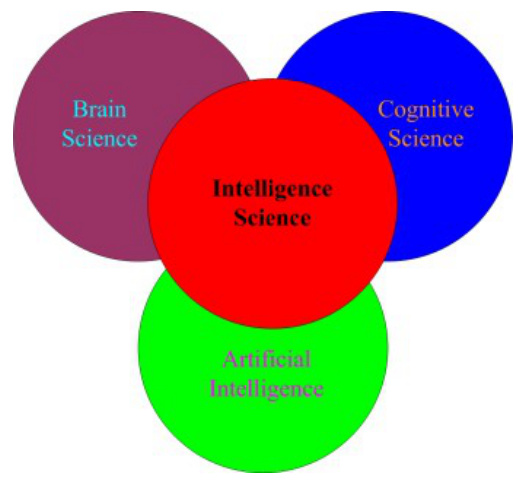 Brain
Science
Cognitive
Science
Intelligence
Science
Artificial
Intelligence